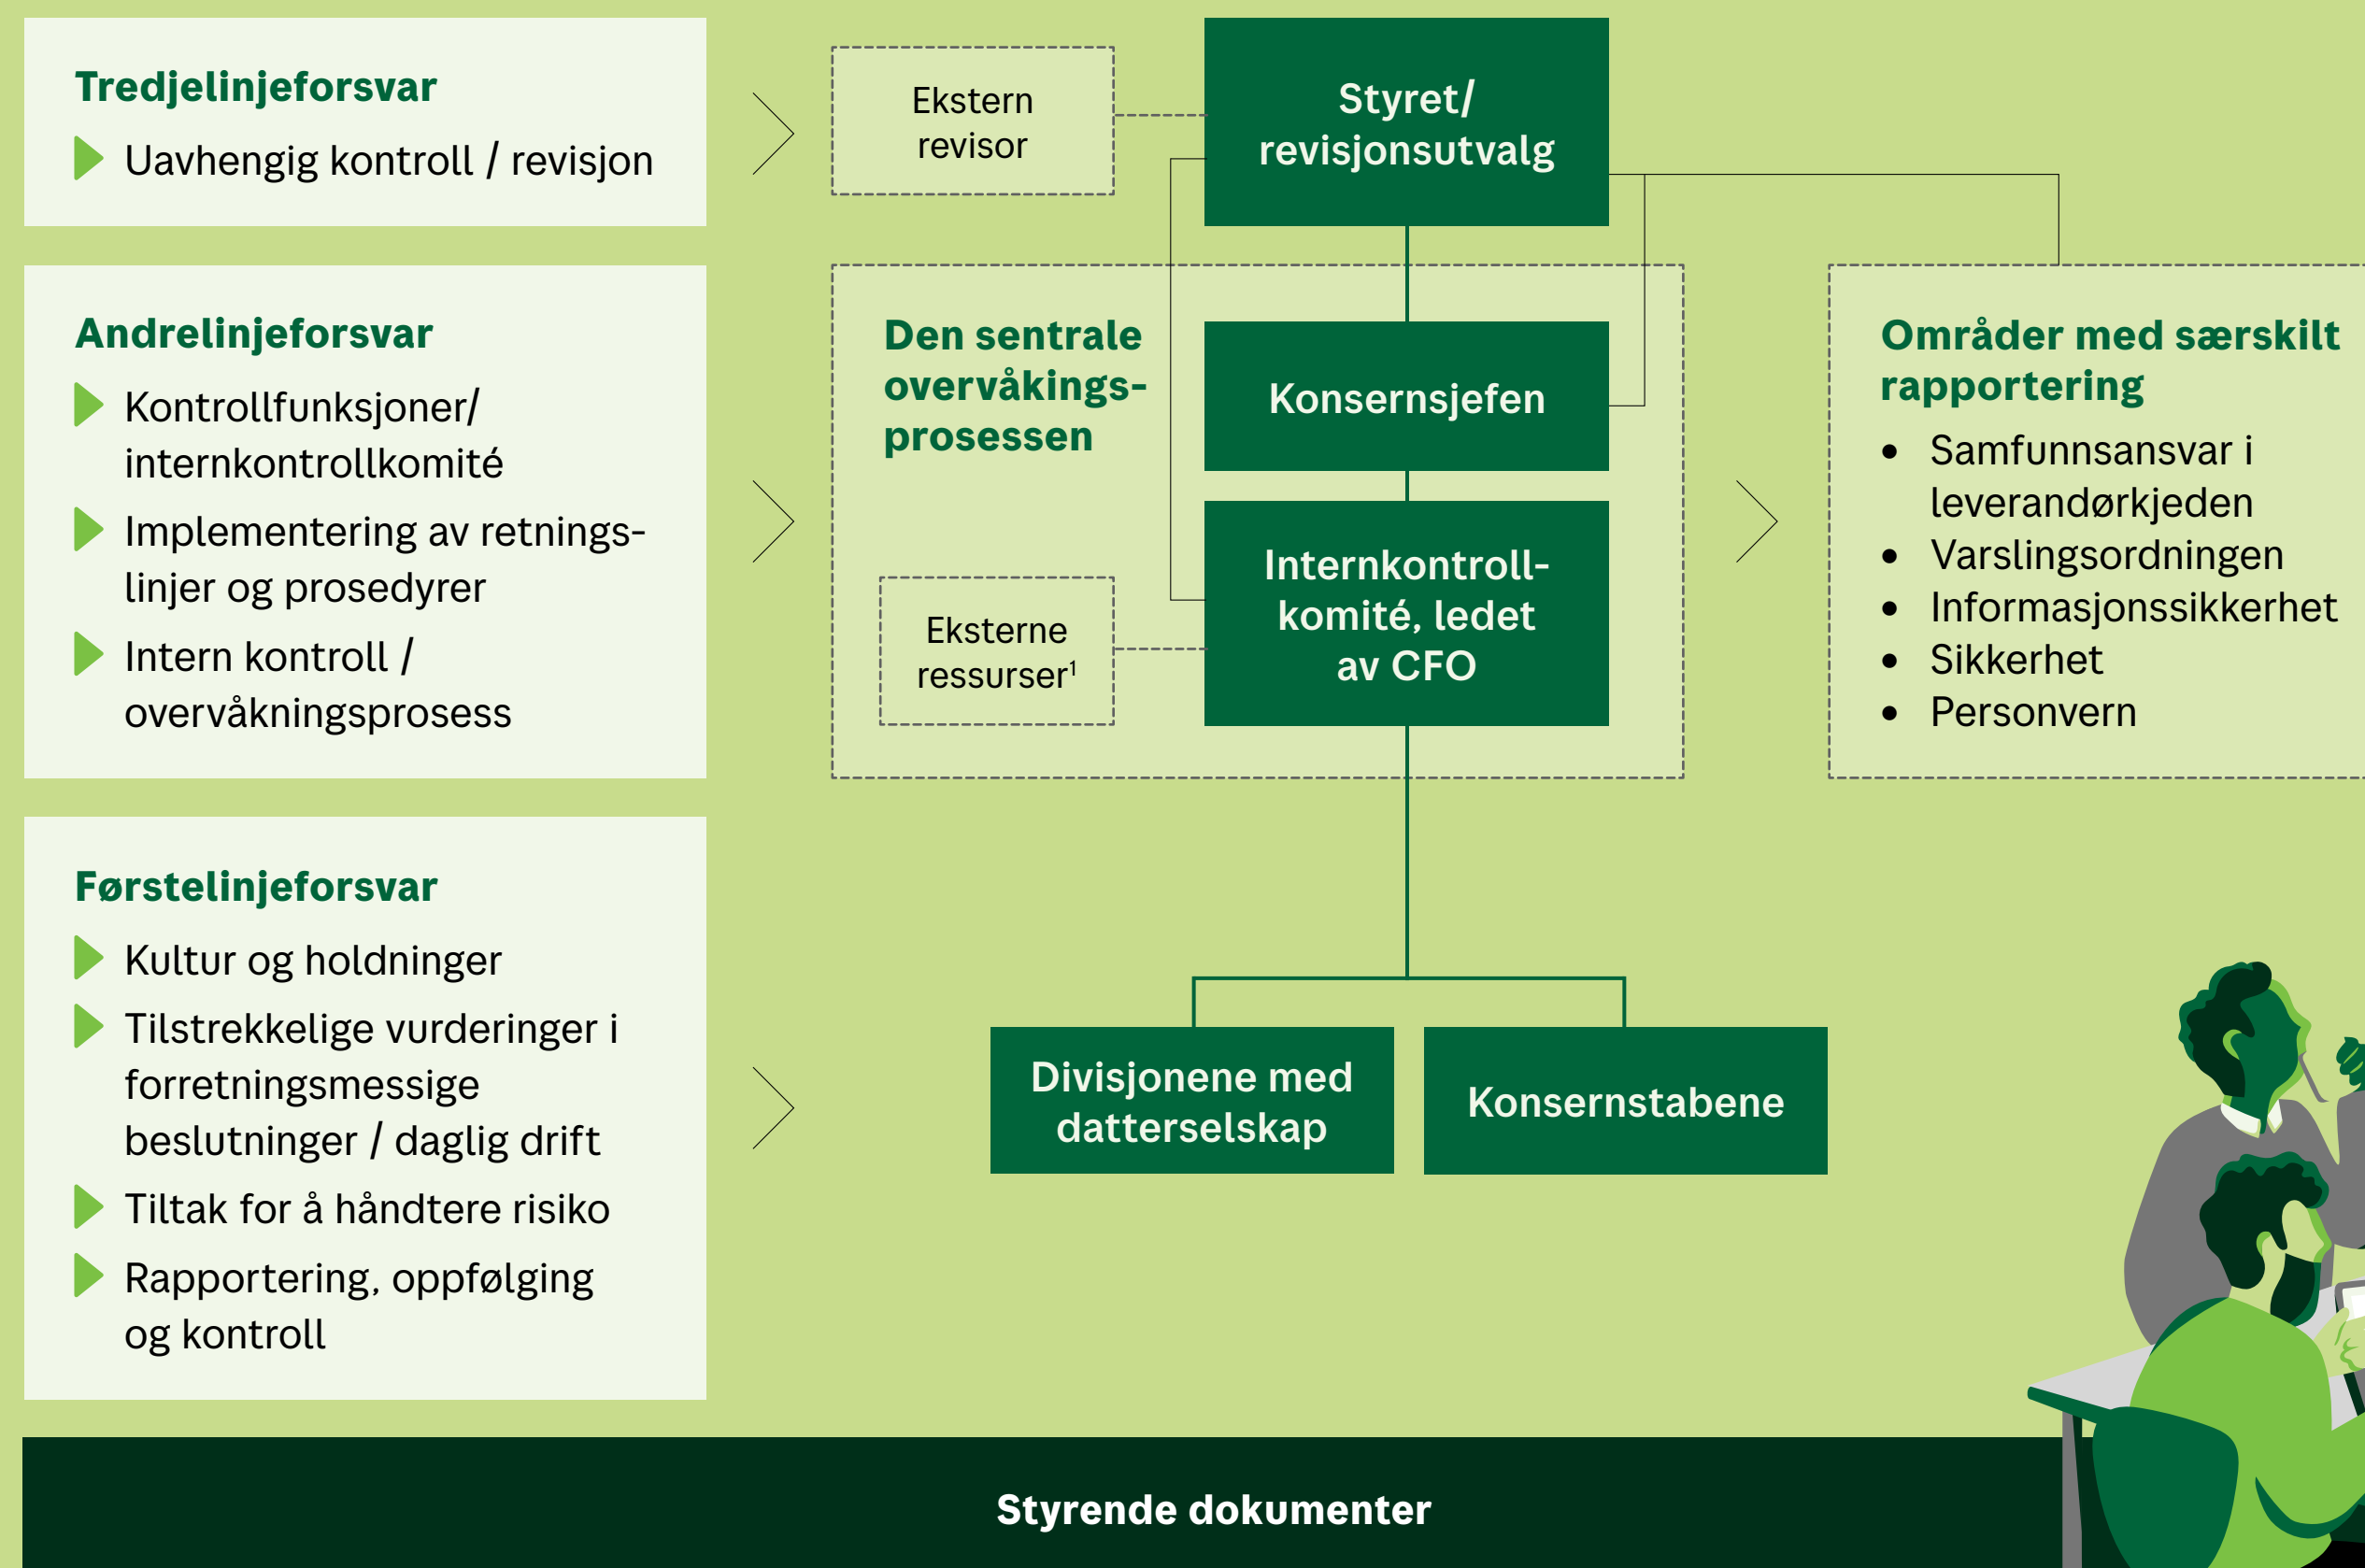 Tredjelinjeforsvar
Uavhengig kontroll / revisjon
Ekstern
revisor
Styret/
revisjonsutvalg
Andrelinjeforsvar
Kontrollfunksjoner/
internkontrollkomité
Implementering av retnings-
linjer og prosedyrer
Intern kontroll /
overvåkningsprosess
Den sentrale
overvåkings-
prosessen
Konsernsjefen
Eksterne
ressurser¹
Internkontroll-
komité, ledet
av CFO
Områder med særskilt
rapportering
• Samfunnsansvar i
leverandørkjeden
• Varslingsordningen
• Informasjonssikkerhet
• Sikkerhet
• Personvern
Førstelinjeforsvar
Kultur og holdninger
Tilstrekkelige vurderinger i
forretningsmessige
beslutninger / daglig drift
Tiltak for å håndtere risiko
Rapportering, oppfølging
og kontroll
Divisjonene med
datterselskap
Konsernstabene
Styrende dokumenter